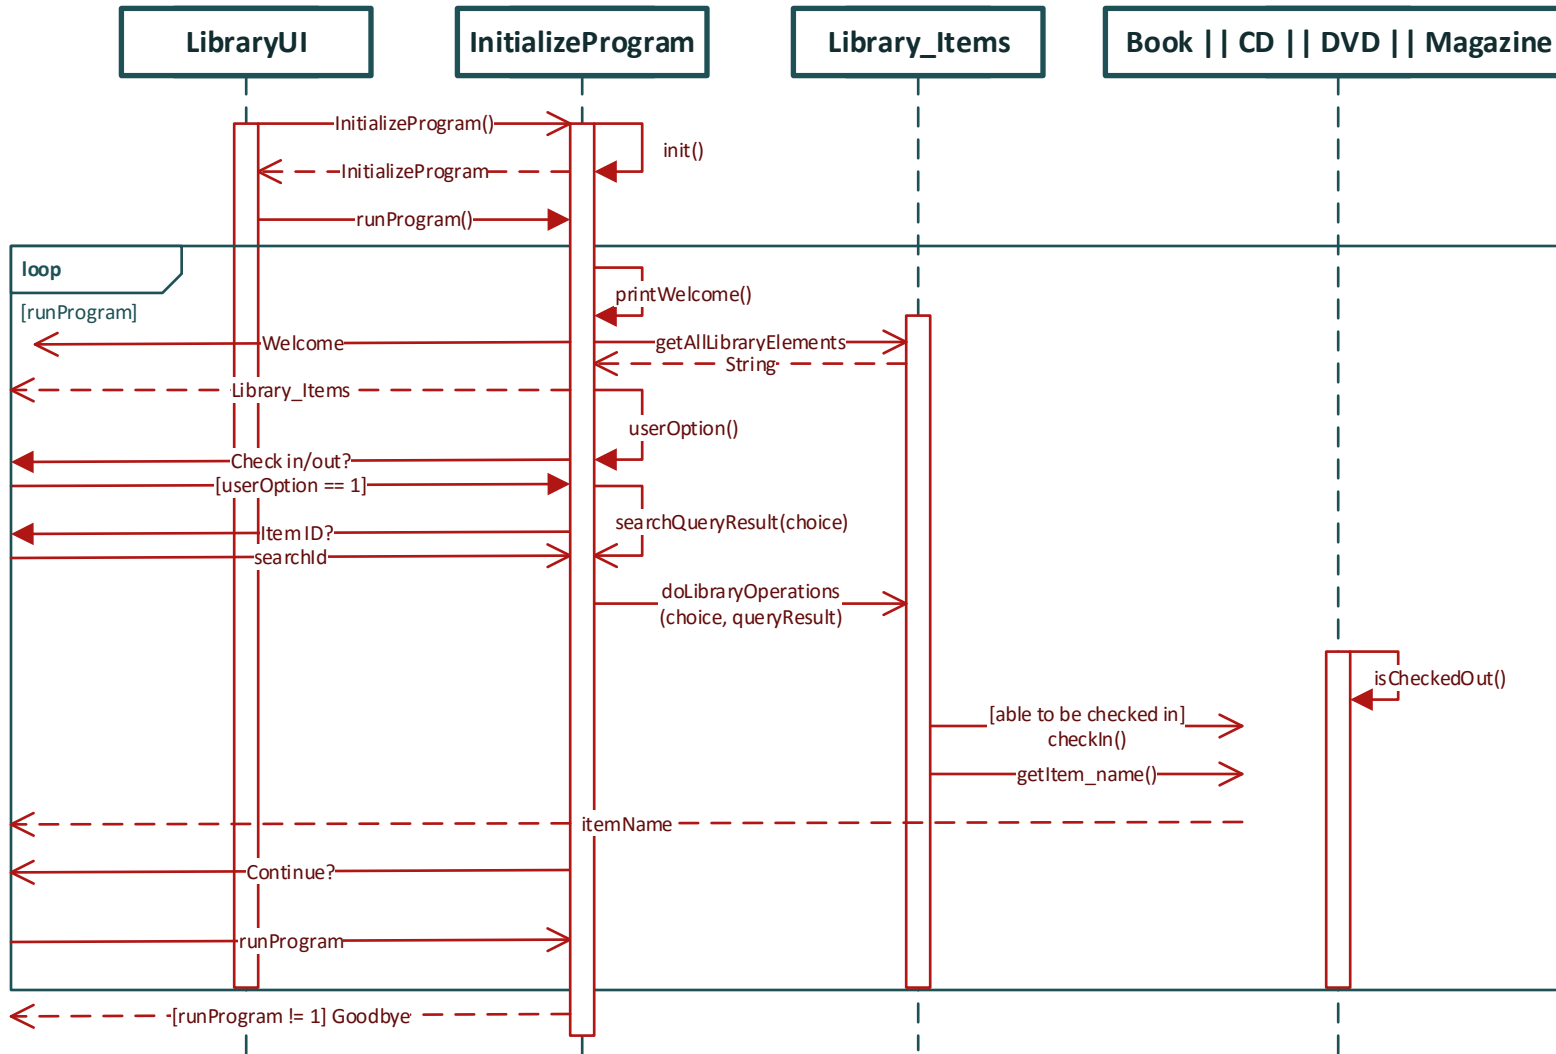 LibraryUI
InitializeProgram
Library_Items
Book || CD || DVD || Magazine
InitializeProgram()
init()
InitializeProgram
runProgram()
loop
[runProgram]
printWelcome()
Welcome
getAllLibraryElements
String
Library_Items
userOption()
Check in/out?
[userOption == 1]
searchQueryResult(choice)
Item ID?
searchId
doLibraryOperations
(choice, queryResult)
isCheckedOut()
[able to be checked in]
checkIn()
getItem_name()
itemName
Continue?
runProgram
[runProgram != 1] Goodbye